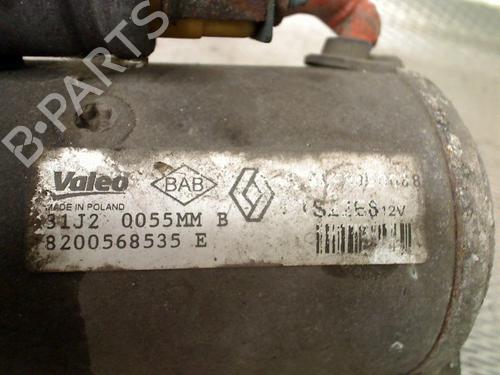 B-PARTS
Valeo
BAB
MADE IN POLAND
12V
31J2 0055MM B
8200568535 E